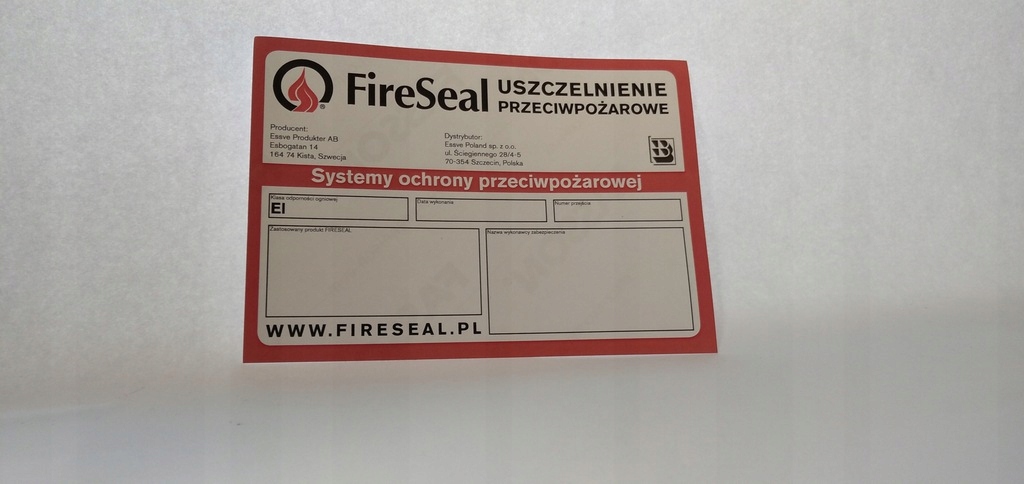 FireSeal
USZCZELNIENIE
PRZECIWPOŻAROWE
Producent:
Essve Produkter AB
Esbogatan 14
164 74 Kista, Szwecja
Dystrybutor:
Essve Poland sp. z o.o.
ul. Ściegiennego 28/4-5
70-354 Szczecin, Polska
Systemy ochrony przeciwpożarowej
Klasa odporności ogniowej
EI
Data wykonania
Numer przejścia
Zastosowany produkt FIRESEAL
Nazwa wykonawcy zabezpieczenia
WWW.FIRESEAL.PL